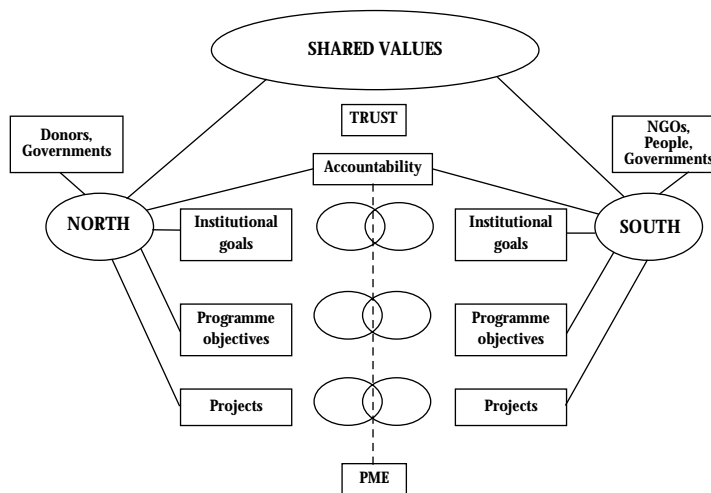 SHARED VALUES
TRUST
Donors,
Governments
NGOs,
People,
Governments
Accountability
NORTH
Institutional
goals
Institutional
goals
SOUTH
Programme
objectives
Programme
objectives
Projects
Projects
PME